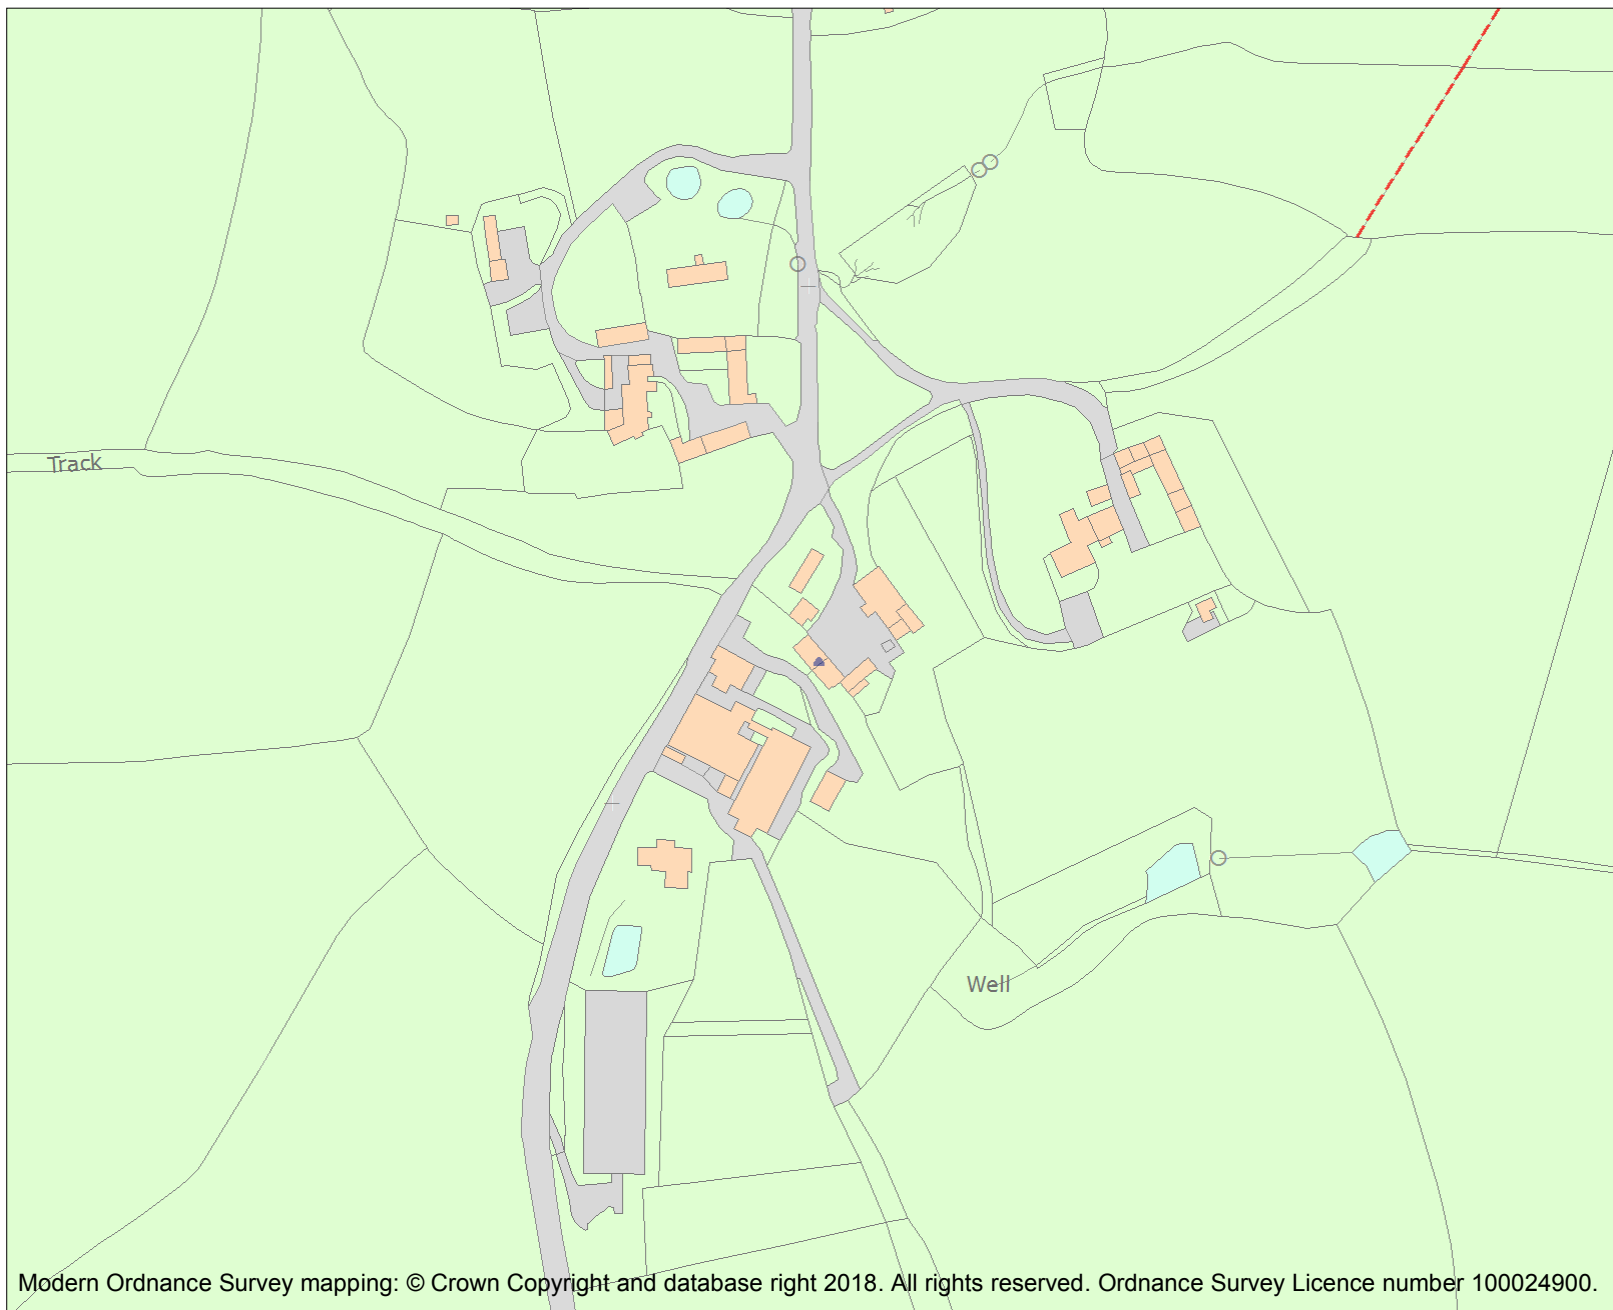 Track
Well
Modern Ordnance Survey mapping: © Crown Copyright and database right 2018. All rights reserved. Ordnance Survey Licence number 100024900.